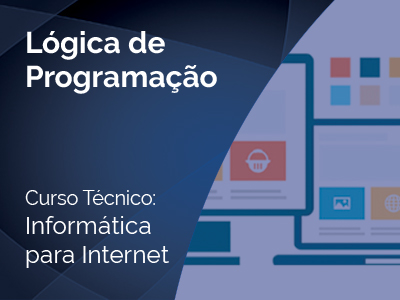 Lógica de
Programação
Curso Técnico:
Informática
para Internet